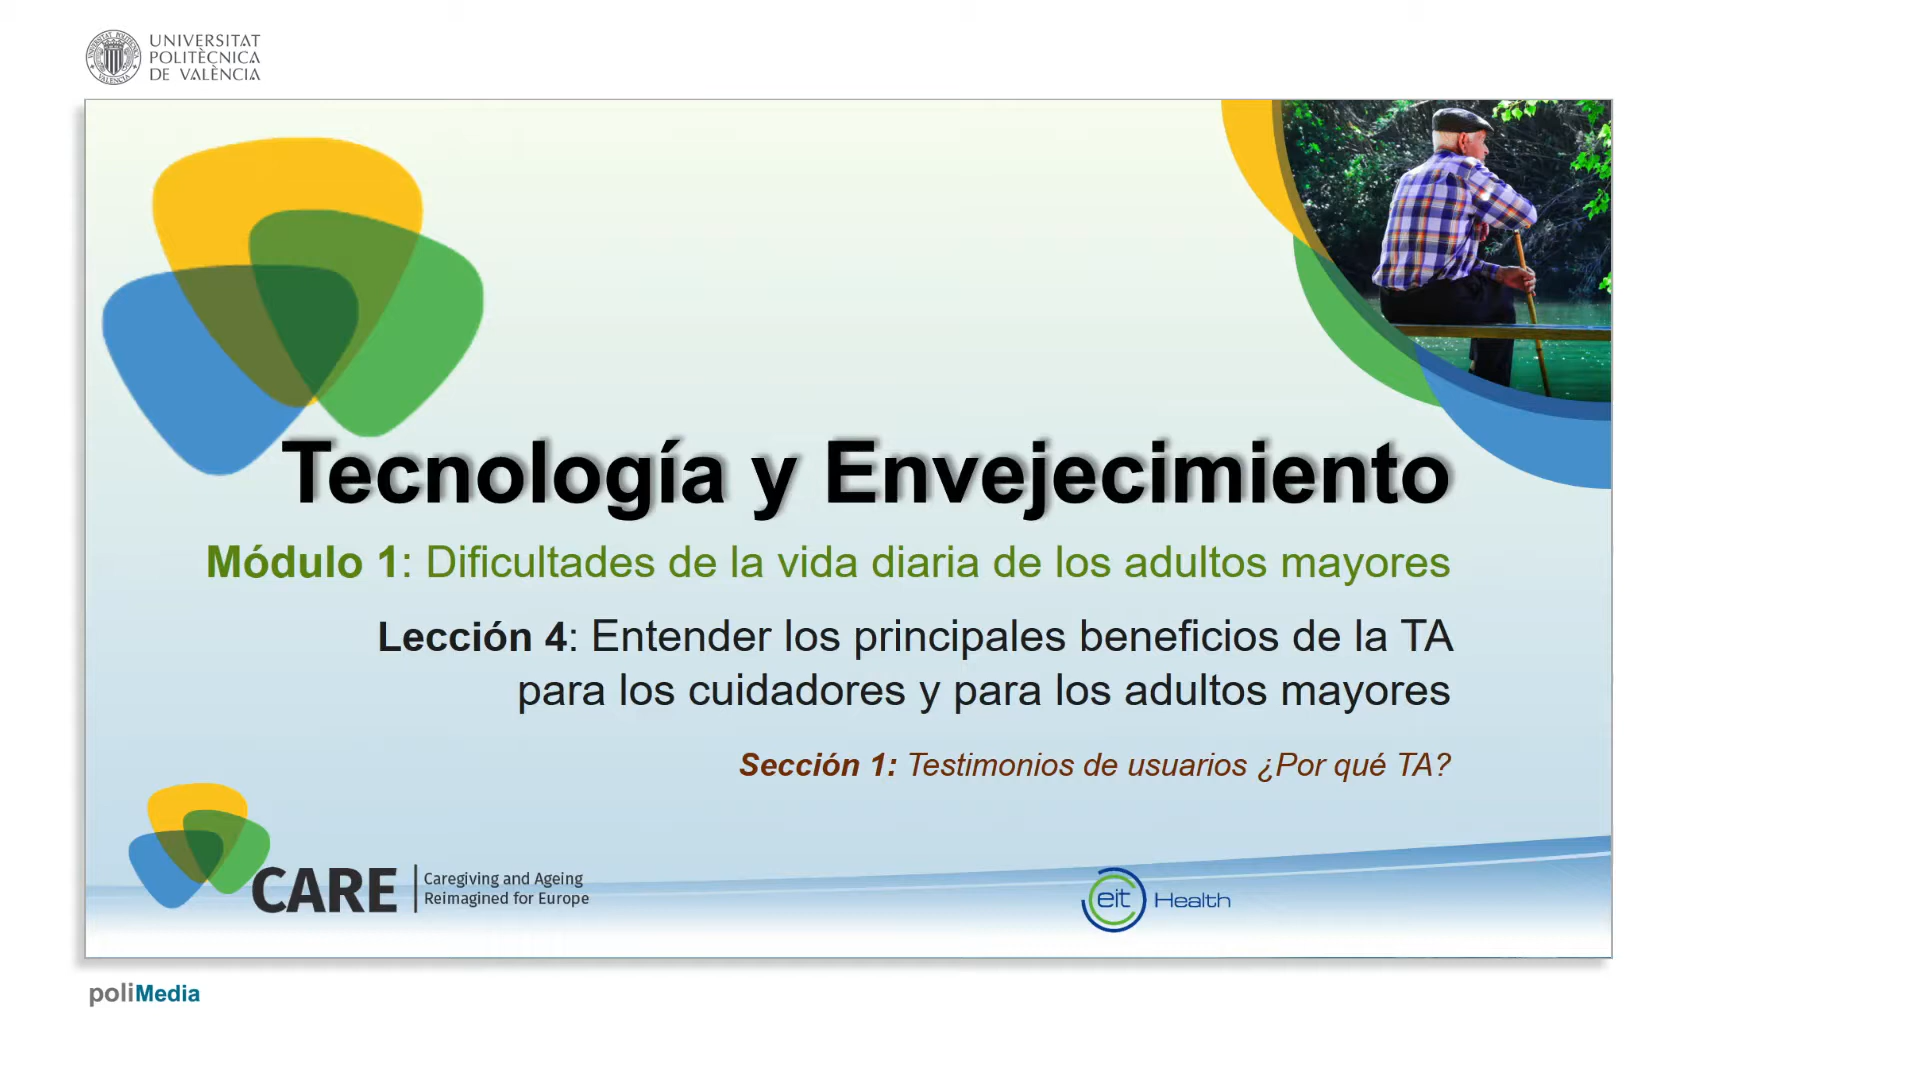 UNIVERSITAT
POLITÈCNICA
DE VALÈNCIA
Tecnología y Envejecimiento
Módulo 1: Dificultades de la vida diaria de los adultos mayores
Lección 4: Entender los principales beneficios de la TA
para los cuidadores y para los adultos mayores
Sección 1: Testimonios de usuarios ¿Por qué TA?
CARE
Caregiving and Ageing
Reimagined for Europe
eit Health
poliMedia